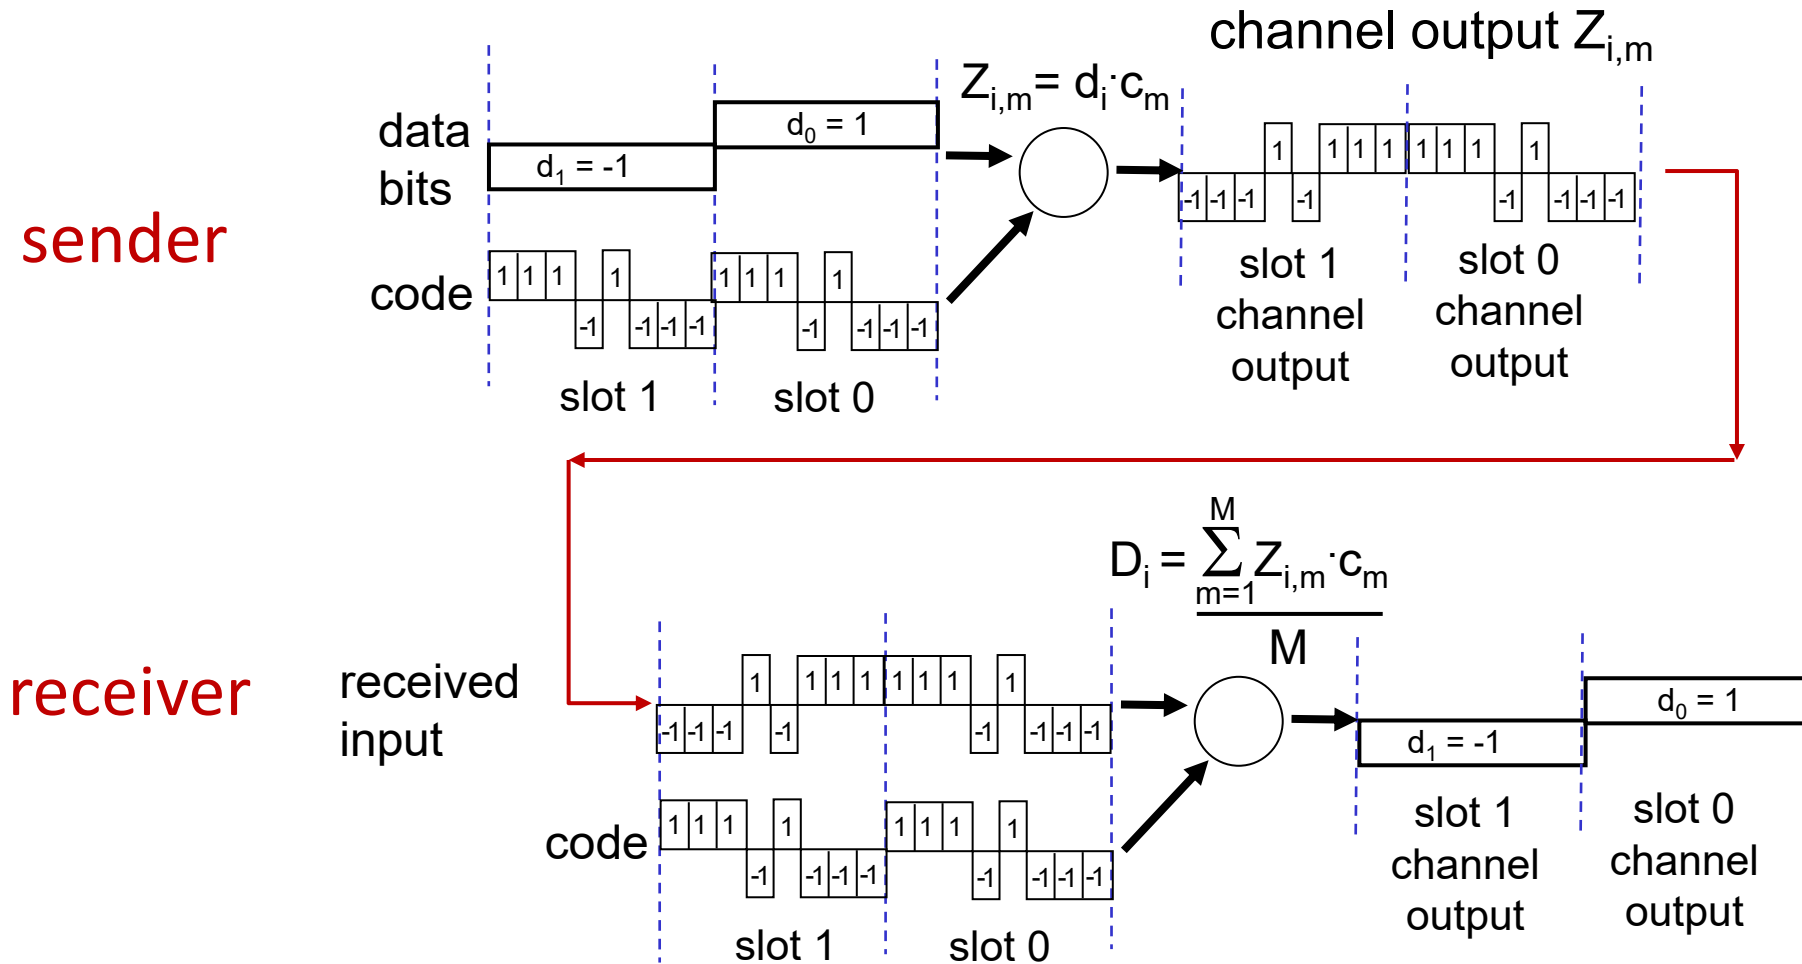 channel output Z_i,m
Z_i,m = d_i·c_m
data
bits
d_0 = 1
d_1 = -1
sender
1 1 1 -1 1 -1 -1 -1 1 1 1 -1 1 -1 -1 -1
code
slot 1 slot 0
-1 -1 -1 1 -1 1 1 1 1 1 1 -1 1 -1 -1 -1
slot 1
channel
output
slot 0
channel
output
D_i = Σ Z_i,m·c_m
M
m=1
M
receiver
received
input
-1 -1 -1 1 -1 1 1 1 1 1 1 -1 1 -1 -1 -1
code
1 1 1 -1 1 -1 -1 -1 1 1 1 -1 1 -1 -1 -1
slot 1 slot 0
d_0 = 1
d_1 = -1
slot 1
channel
output
slot 0
channel
output